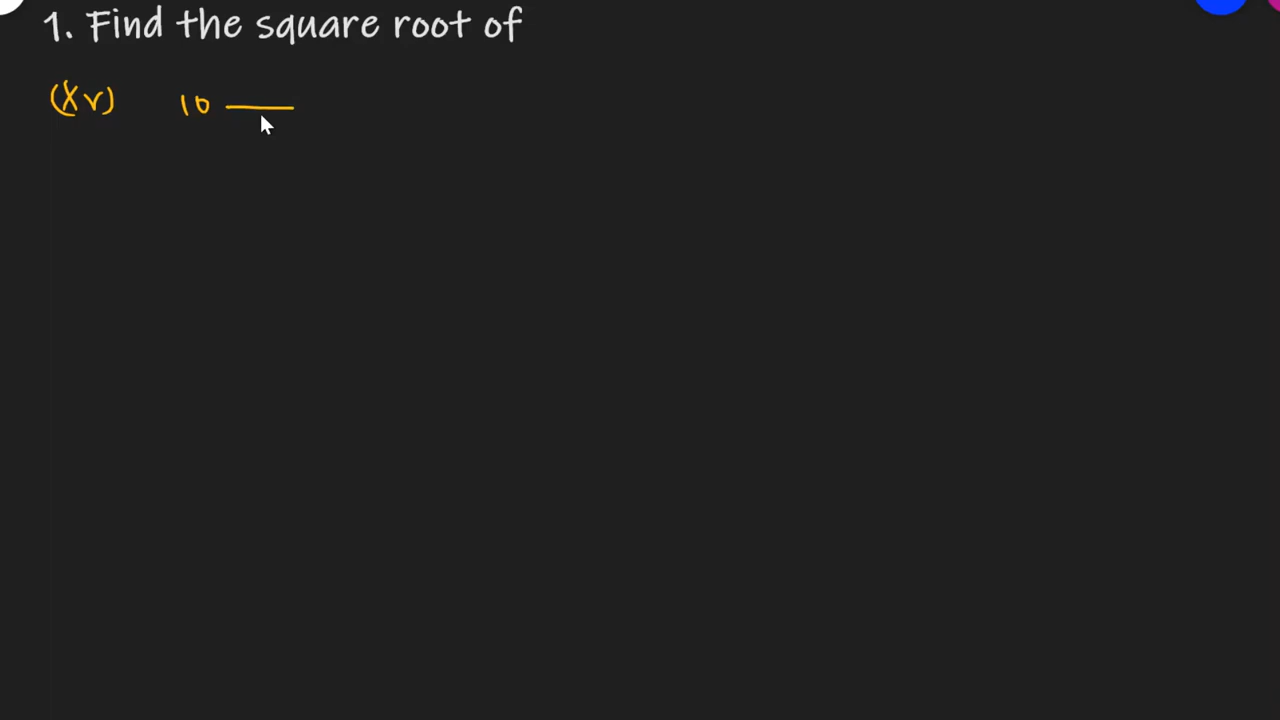 1. Find the square root of
(xv) 10